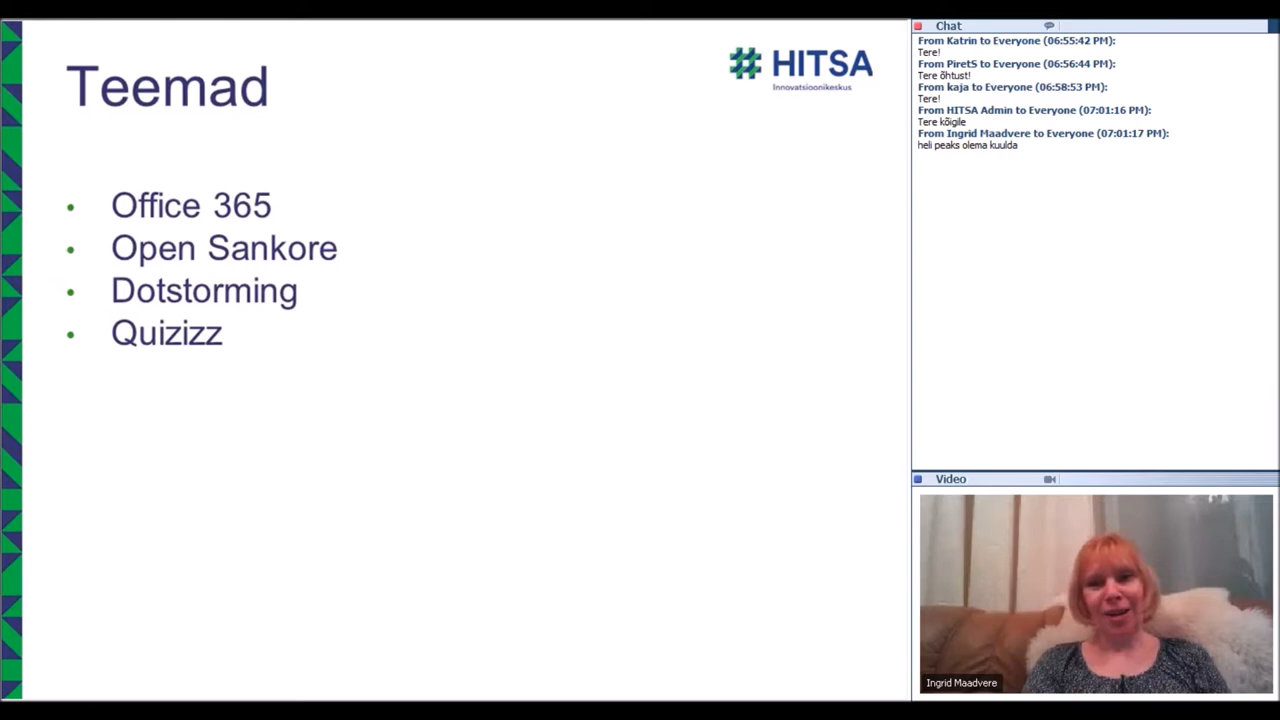 Teemad
HITSA
Innovatsioonikeskus
• Office 365
• Open Sankore
• Dotstorming
• Quizizz
Chat
From Katrin to Everyone (06:55:42 PM):
Tere!
From PiretS to Everyone (06:56:44 PM):
Tere õhtust!
From kaja to Everyone (06:58:53 PM):
Tere!
From HITSA Admin to Everyone (07:01:16 PM):
Tere kõigile
From Ingrid Maadvere to Everyone (07:01:17 PM):
heli peaks olema kuulda
Video
Ingrid Maadvere